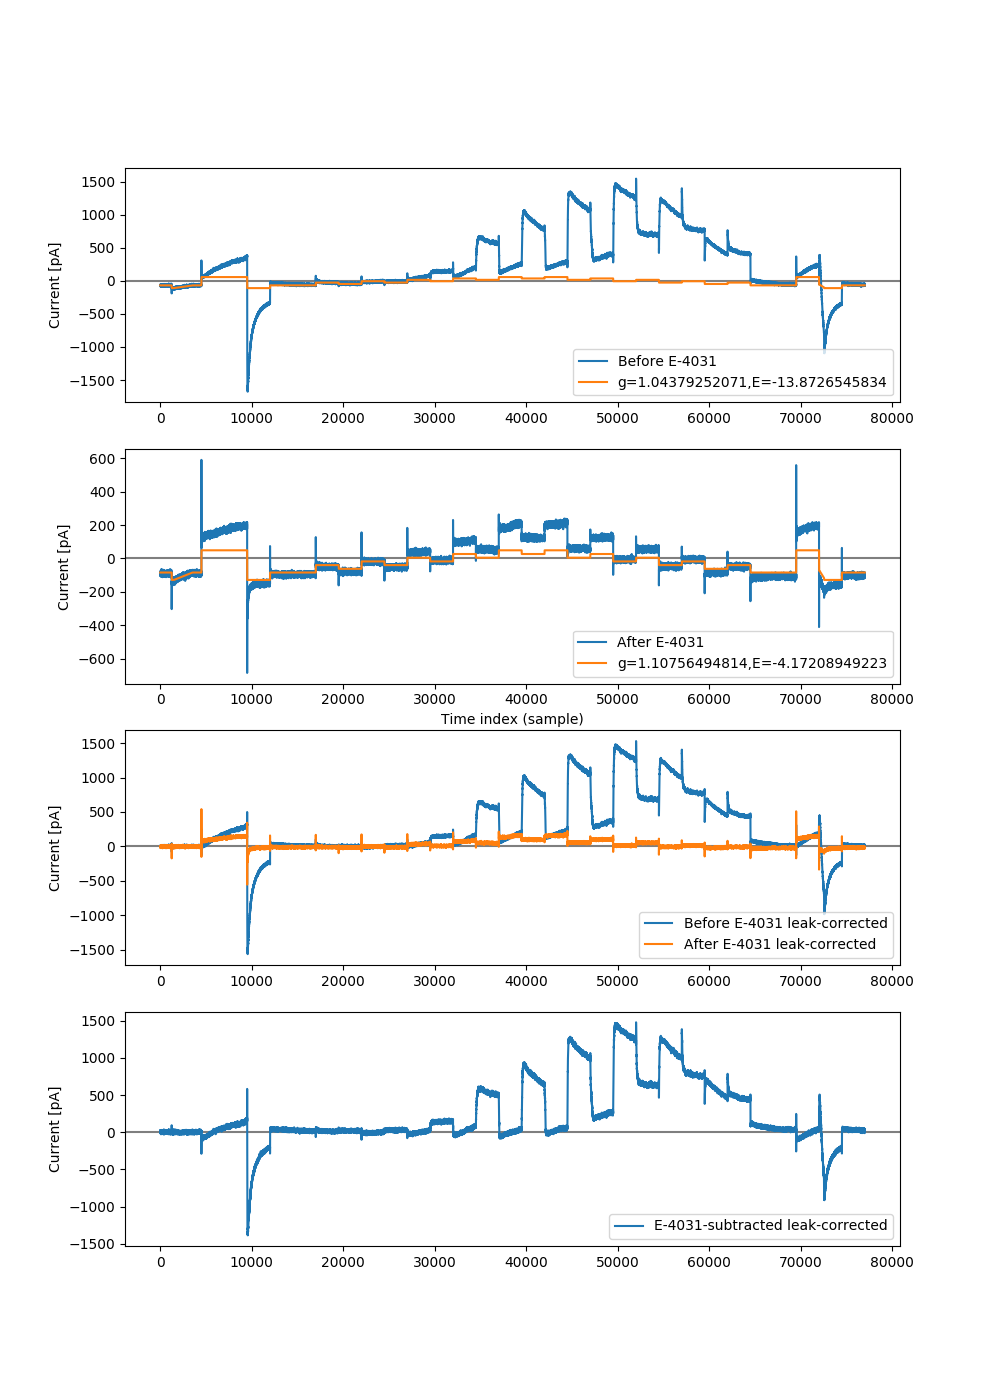 1500
1000
500
0
−500
−1000
−1500
Current [pA]
Before E-4031
g=1.04379252071,E=-13.8726545834
0 10000 20000 30000 40000 50000 60000 70000 80000
600
400
200
0
−200
−400
−600
Current [pA]
After E-4031
g=1.10756494814,E=-4.17208949223
0 10000 20000 30000 40000 50000 60000 70000 80000
Time index (sample)
1500
1000
500
0
−500
−1000
−1500
Current [pA]
Before E-4031 leak-corrected
After E-4031 leak-corrected
0 10000 20000 30000 40000 50000 60000 70000 80000
1500
1000
500
0
−500
−1000
−1500
Current [pA]
E-4031-subtracted leak-corrected
0 10000 20000 30000 40000 50000 60000 70000 80000